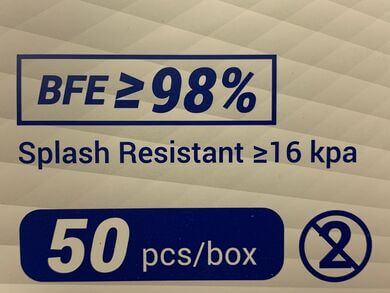 BFE ≥98%
Splash Resistant ≥16 kpa
50 pcs/box
2